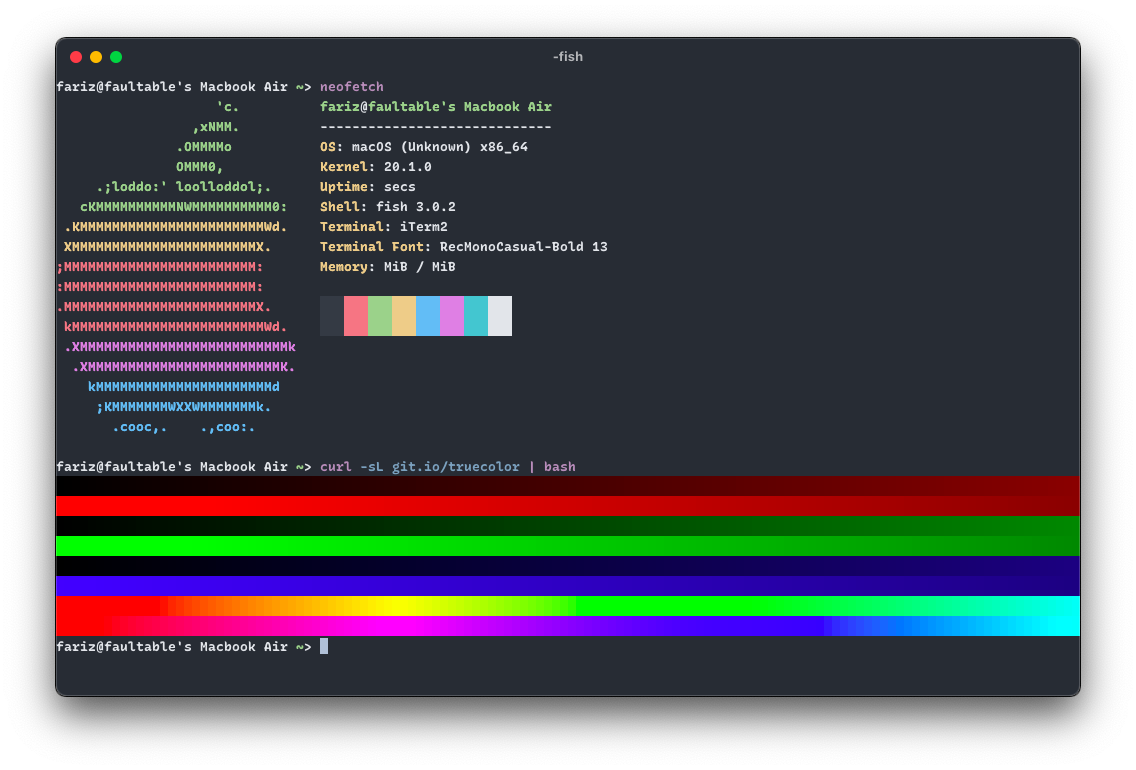 -fish
fariz@faultable's Macbook Air ~> neofetch
                    'c.          fariz@faultable's Macbook Air
                 ,xNMM.          -----------------------------
               .OMMMMo           OS: macOS (Unknown) x86_64
               OMMM0,            Kernel: 20.1.0
     .;loddo:' loolloddol;.      Uptime: secs
   cKMMMMMMMMMMNWMMMMMMMMMM0:    Shell: fish 3.0.2
 .KMMMMMMMMMMMMMMMMMMMMMMMWd.    Terminal: iTerm2
 XMMMMMMMMMMMMMMMMMMMMMMMX.      Terminal Font: RecMonoCasual-Bold 13
;MMMMMMMMMMMMMMMMMMMMMMMM:       Memory: MiB / MiB
:MMMMMMMMMMMMMMMMMMMMMMMM:
.MMMMMMMMMMMMMMMMMMMMMMMMX.
 kMMMMMMMMMMMMMMMMMMMMMMMMWd.
 .XMMMMMMMMMMMMMMMMMMMMMMMMMMk
  .XMMMMMMMMMMMMMMMMMMMMMMMMK.
    kMMMMMMMMMMMMMMMMMMMMMMd
     ;KMMMMMMMWXXWMMMMMMMk.
       .cooc,.    .,coo:.
fariz@faultable's Macbook Air ~> curl -sL git.io/truecolor | bash
fariz@faultable's Macbook Air ~>